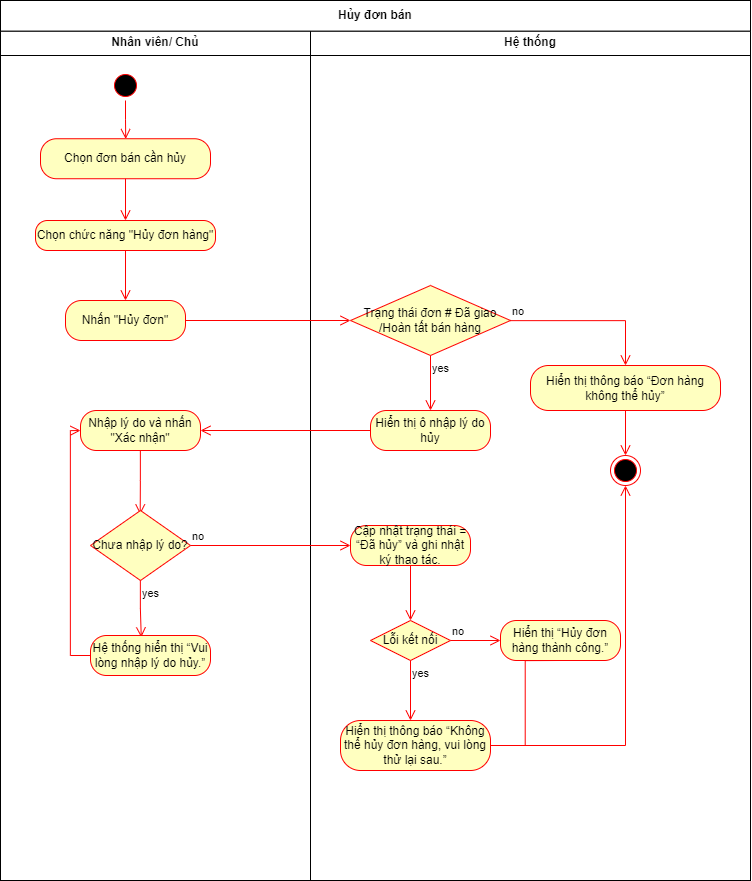 Hủy đơn bán
Nhân viên/ Chủ
Hệ thống
Chọn đơn bán cần hủy
Chọn chức năng "Hủy đơn hàng"
Nhấn "Hủy đơn"
Trạng thái đơn # Đã giao
/Hoàn tất bán hàng
no
yes
Hiển thị thông báo “Đơn hàng
không thể hủy”
Nhập lý do và nhấn
"Xác nhận"
Hiển thị ô nhập lý do
hủy
Chưa nhập lý do?
no
yes
Cập nhật trạng thái =
“Đã hủy” và ghi nhật
ký thao tác.
Hệ thống hiển thị “Vui
lòng nhập lý do hủy.”
Lỗi kết nối
no
yes
Hiển thị “Hủy đơn
hàng thành công.”
Hiển thị thông báo “Không
thể hủy đơn hàng, vui lòng
thử lại sau.”